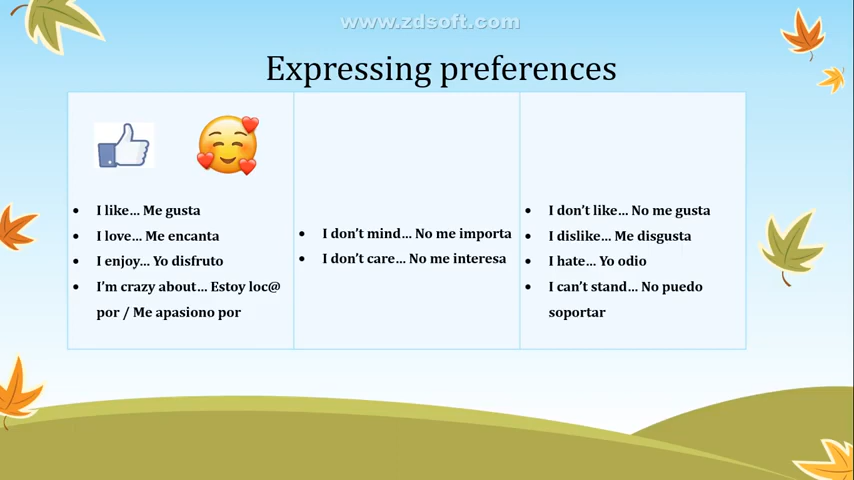 www.zdsoft.com
Expressing preferences
• I like… Me gusta
• I love… Me encanta
• I enjoy… Yo disfruto
• I’m crazy about… Estoy loc@
por / Me apasiono por
• I don’t mind… No me importa
• I don’t care… No me interesa
• I don’t like… No me gusta
• I dislike… Me disgusta
• I hate… Yo odio
• I can’t stand… No puedo
soportar